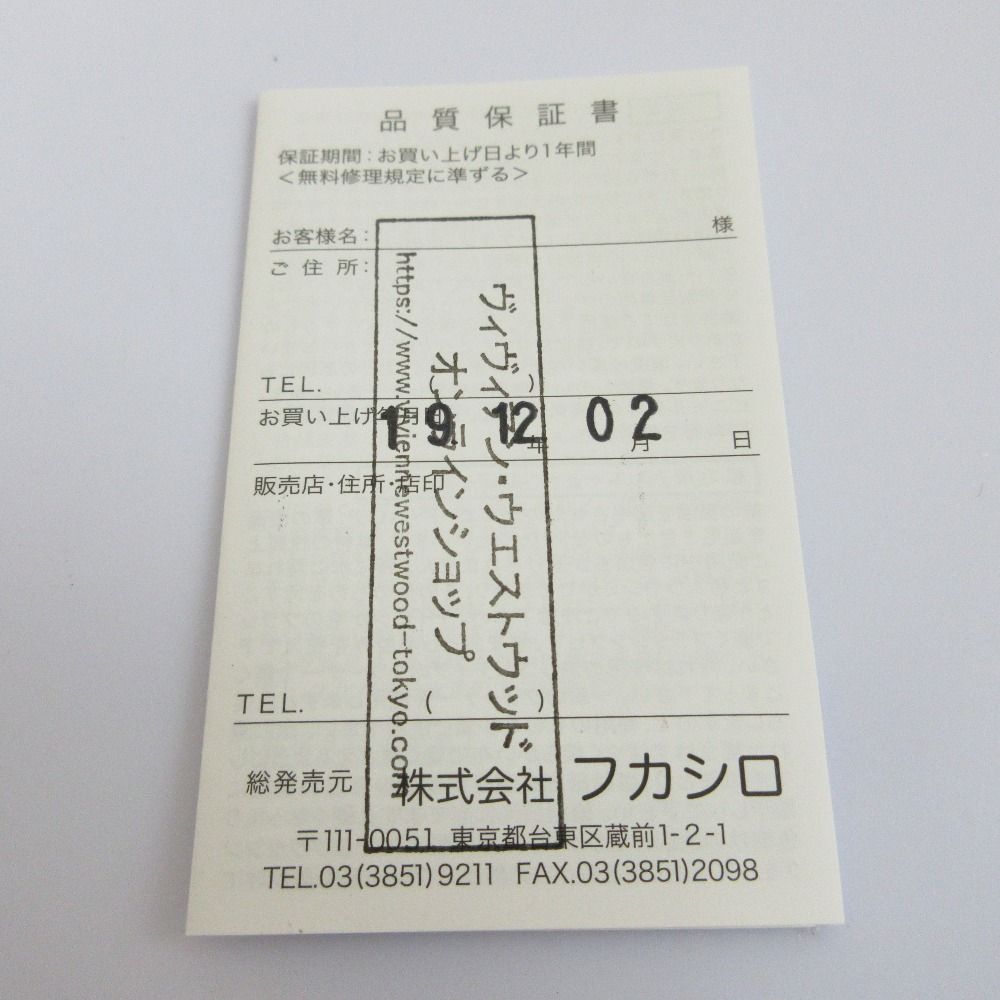 品質保証書
保証期間：お買い上げ日より1年間
＜無料修理規定に準ずる＞
お客様名： 様
ご住所：
TEL. ( )
お買い上げ年月日
19 12 02
年 月 日
販売店・住所・店印
ヴィヴィアン・ウエストウッド
オンラインショップ
https://www.viviennewestwood-tokyo.com
TEL. ( )
総発売元 株式会社 フカシロ
〒111-0051 東京都台東区蔵前1-2-1
TEL.03(3851)9211 FAX.03(3851)2098